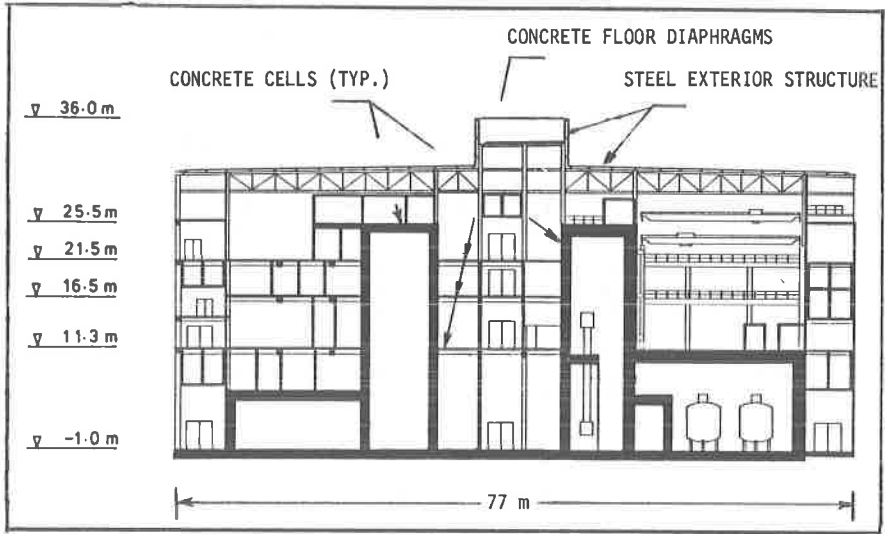 CONCRETE FLOOR DIAPHRAGMS
CONCRETE CELLS (TYP.)
STEEL EXTERIOR STRUCTURE
36.0 m
25.5 m
21.5 m
16.5 m
11.3 m
-1.0 m
77 m